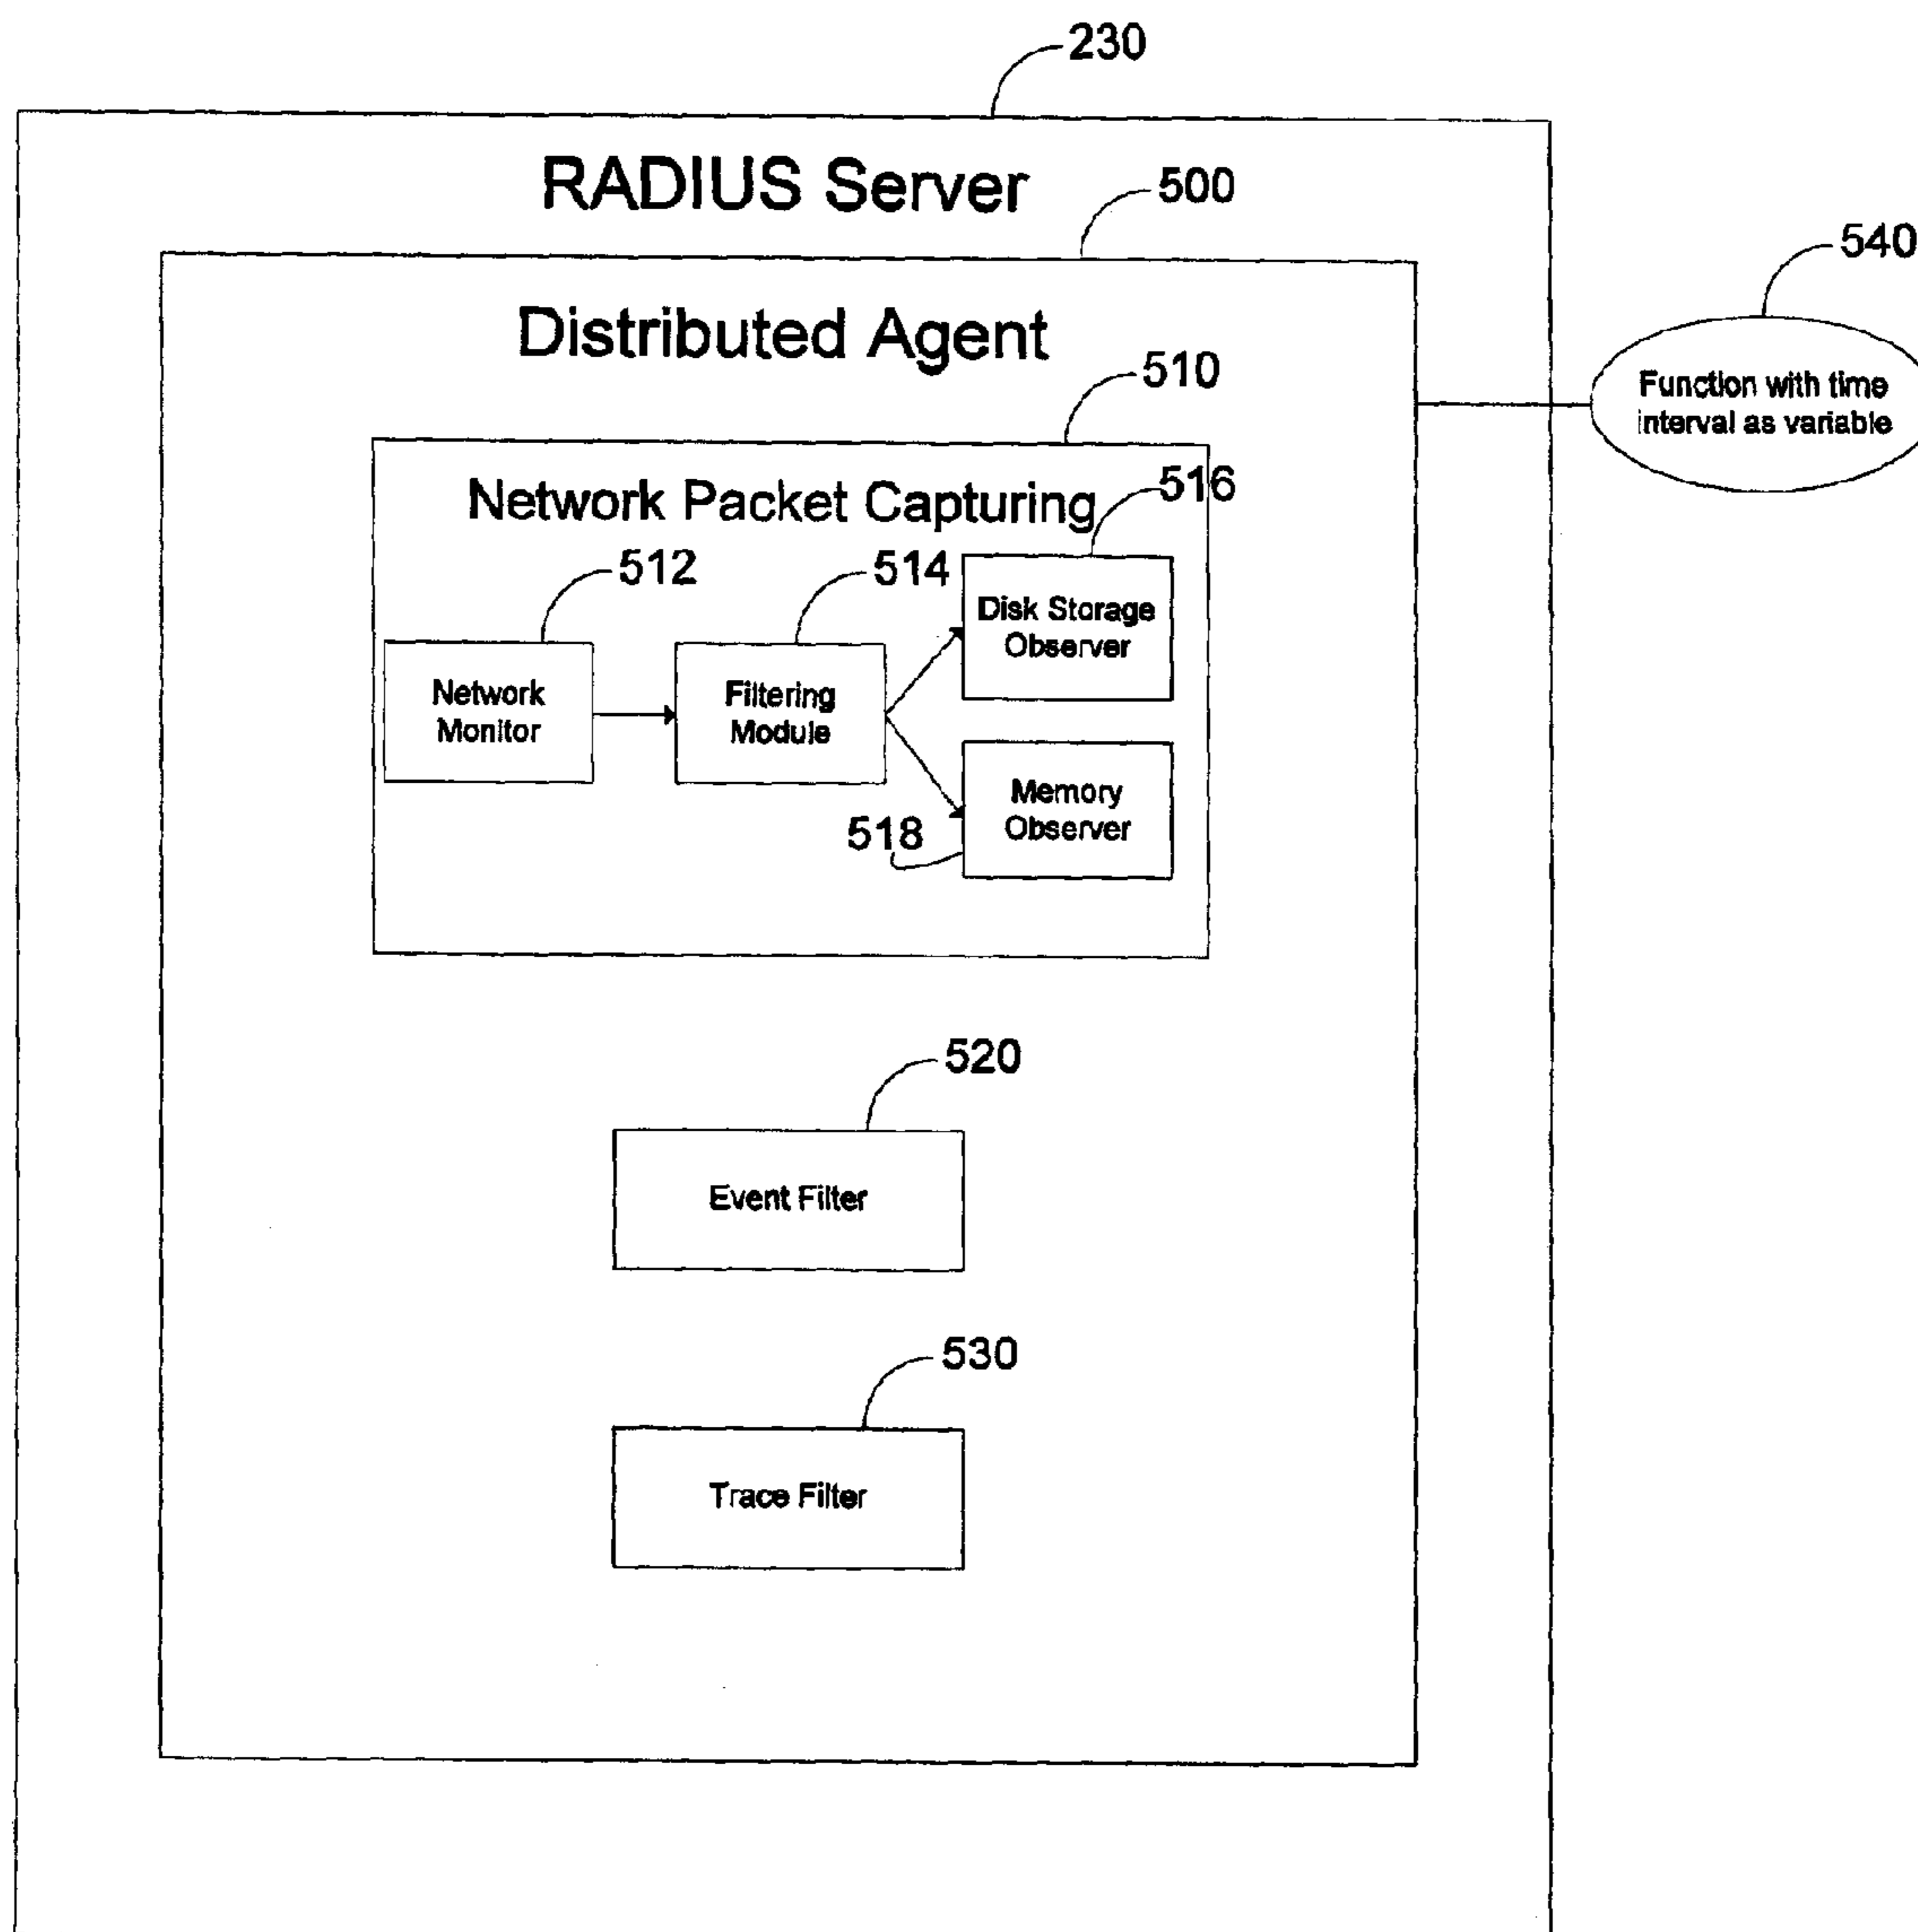 230
RADIUS Server
500
540
Distributed Agent
510
Function with time
interval as variable
Network Packet Capturing
516
512
514
Disk Storage
Observer
Network
Monitor
Filtering
Module
Memory
Observer
518
520
Event Filter
530
Trace Filter